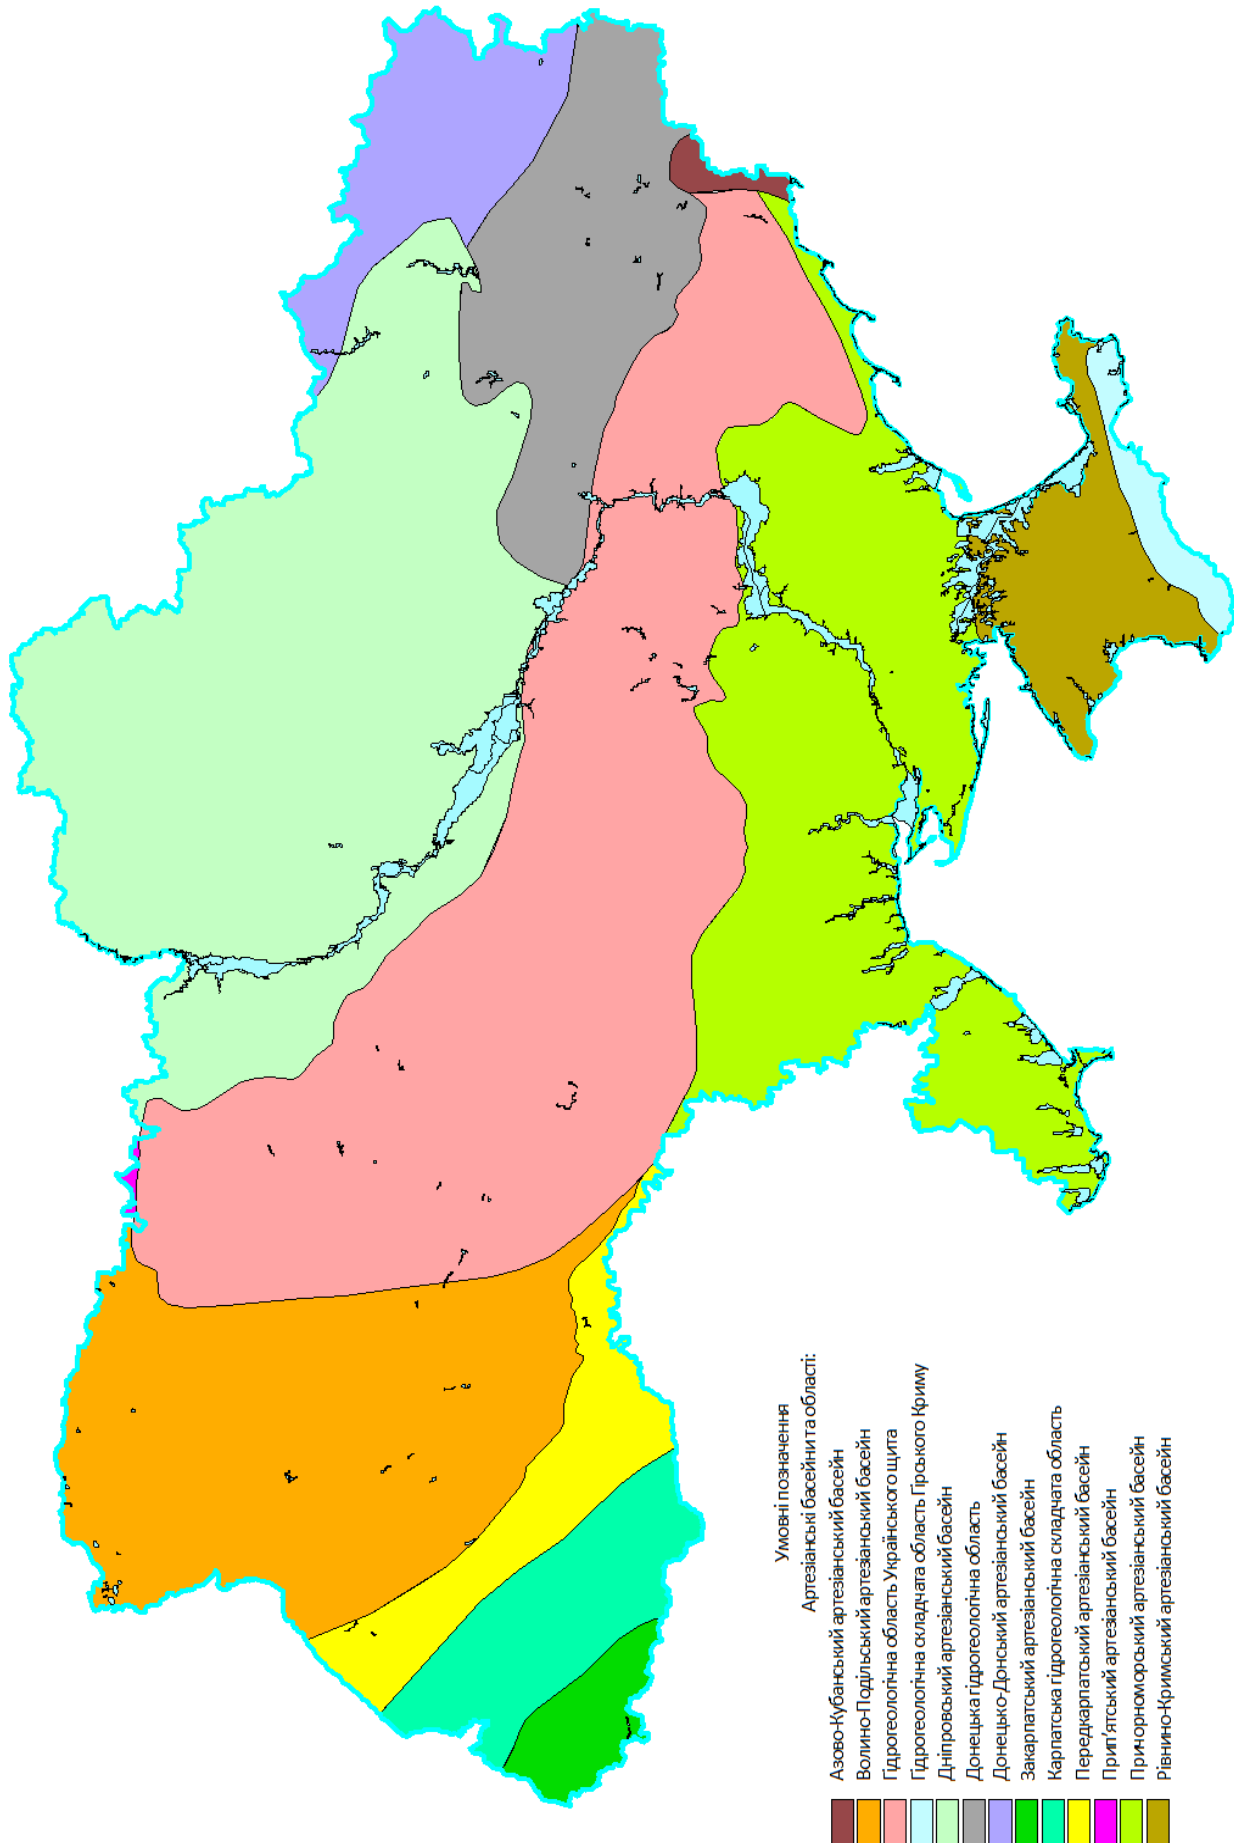 Умовні позначення
Артезіанські басейни та області:
Азово-Кубанський артезіанський басейн
Волино-Подільський артезіанський басейн
Гідрогеологічна область Українського щита
Гідрогеологічна складчата область Гірського Криму
Дніпровський артезіанський басейн
Донецька гідрогеологічна область
Донецько-Донський артезіанський басейн
Закарпатський артезіанський басейн
Карпатська гідрогеологічна складчата область
Передкарпатський артезіанський басейн
Прип'ятський артезіанський басейн
Причорноморський артезіанський басейн
Рівнино-Кримський артезіанський басейн